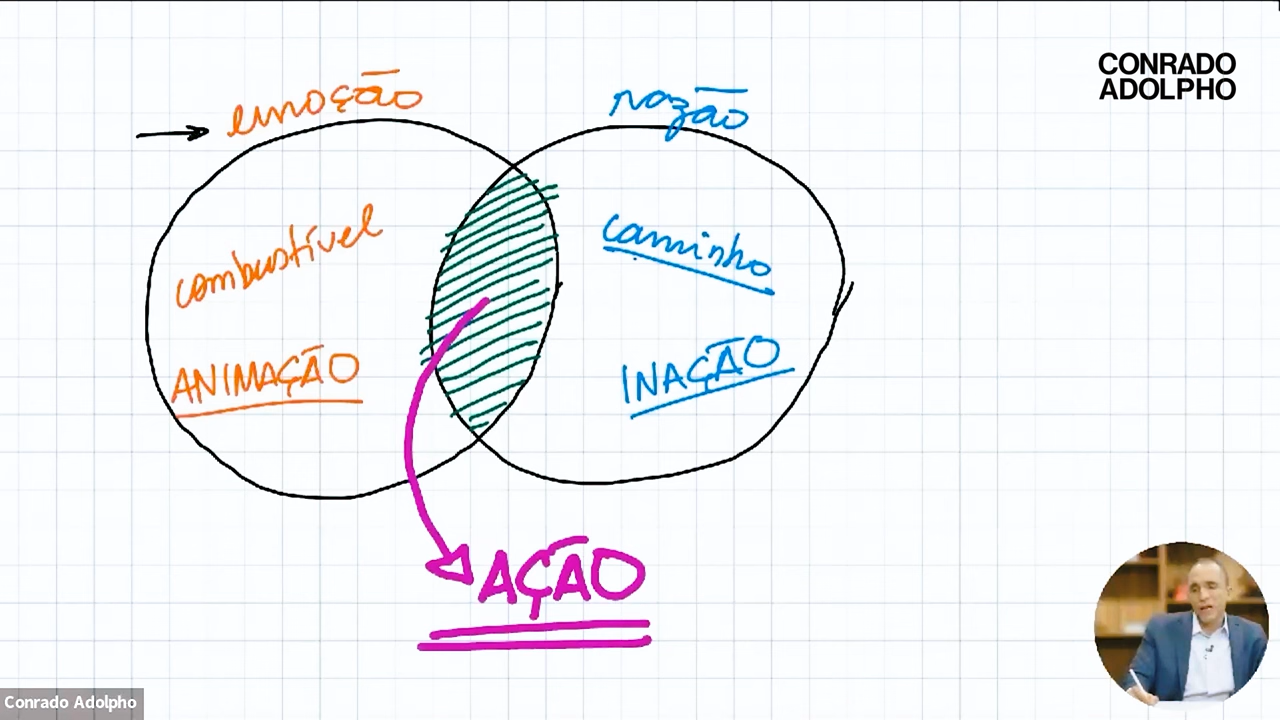 CONRADO
ADOLPHO
emoção
razão
combustível
caminho
ANIMAÇÃO
INAÇÃO
AÇÃO
Conrado Adolpho